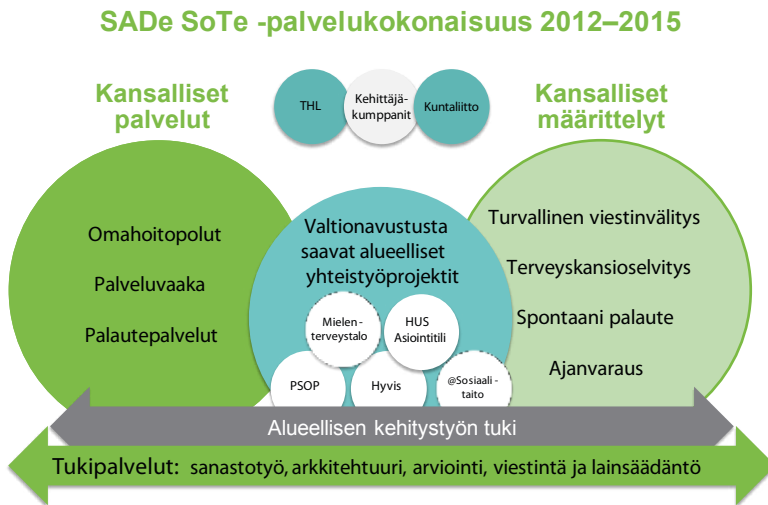 SADe SoTe -palvelukokonaisuus 2012–2015
Kansalliset
palvelut
THL
Kehittäjä-
kumppanit
Kuntaliitto
Kansalliset
määrittelyt
Omahoitopolut
Palveluvaaka
Palautepalvelut
Valtionavustusta
saavat alueelliset
yhteistyöprojektit
Mielen -
terveystalo
HUS
Asiointitili
PSOP
Hyvis
@Sosiaali -
taito
Turvallinen viestinvälitys
Terveyskansioselvitys
Spontaani palaute
Ajanvaraus
Alueellisen kehitystyön tuki
Tukipalvelut: sanastotyö, arkkitehtuuri, arviointi, viestintä ja lainsäädäntö